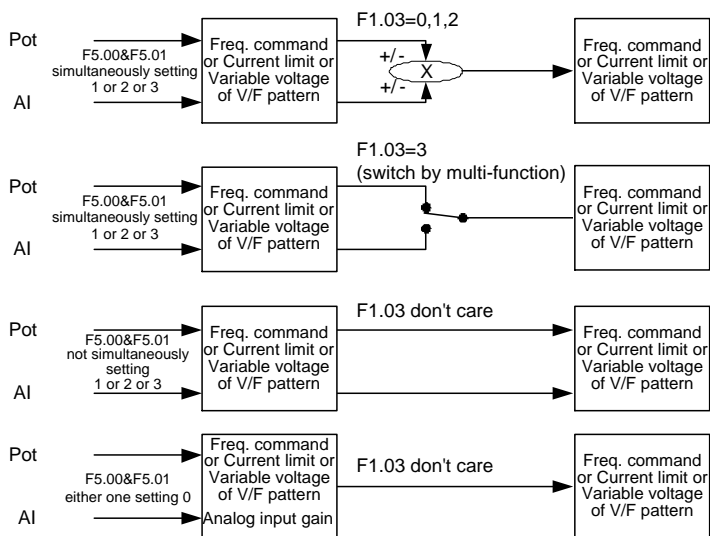 Pot
F5.00&F5.01
simultaneously setting
1 or 2 or 3
AI
Freq. command
or Current limit or
Variable voltage
of V/F pattern
F1.03=0,1,2
+/-
X
+/-
Freq. command
or Current limit or
Variable voltage
of V/F pattern
Pot
F5.00&F5.01
simultaneously setting
1 or 2 or 3
AI
Freq. command
or Current limit or
Variable voltage
of V/F pattern
F1.03=3
(switch by multi-function)
Freq. command
or Current limit or
Variable voltage
of V/F pattern
Pot
F5.00&F5.01
not simultaneously
setting
1 or 2 or 3
AI
Freq. command
or Current limit or
Variable voltage
of V/F pattern
F1.03 don't care
Freq. command
or Current limit or
Variable voltage
of V/F pattern
Pot
F5.00&F5.01
either one setting 0
AI
Freq. command
or Current limit or
Variable voltage
of V/F pattern
Analog input gain
F1.03 don't care
Freq. command
or Current limit or
Variable voltage
of V/F pattern